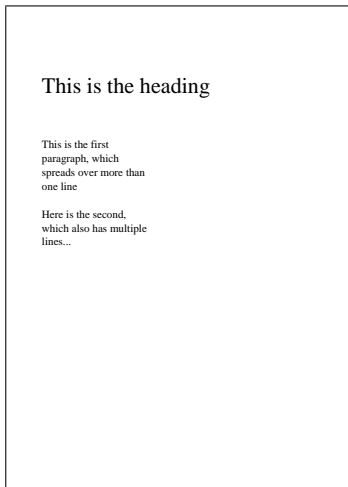 This is the heading
This is the first
paragraph, which
spreads over more than
one line
Here is the second,
which also has multiple
lines...